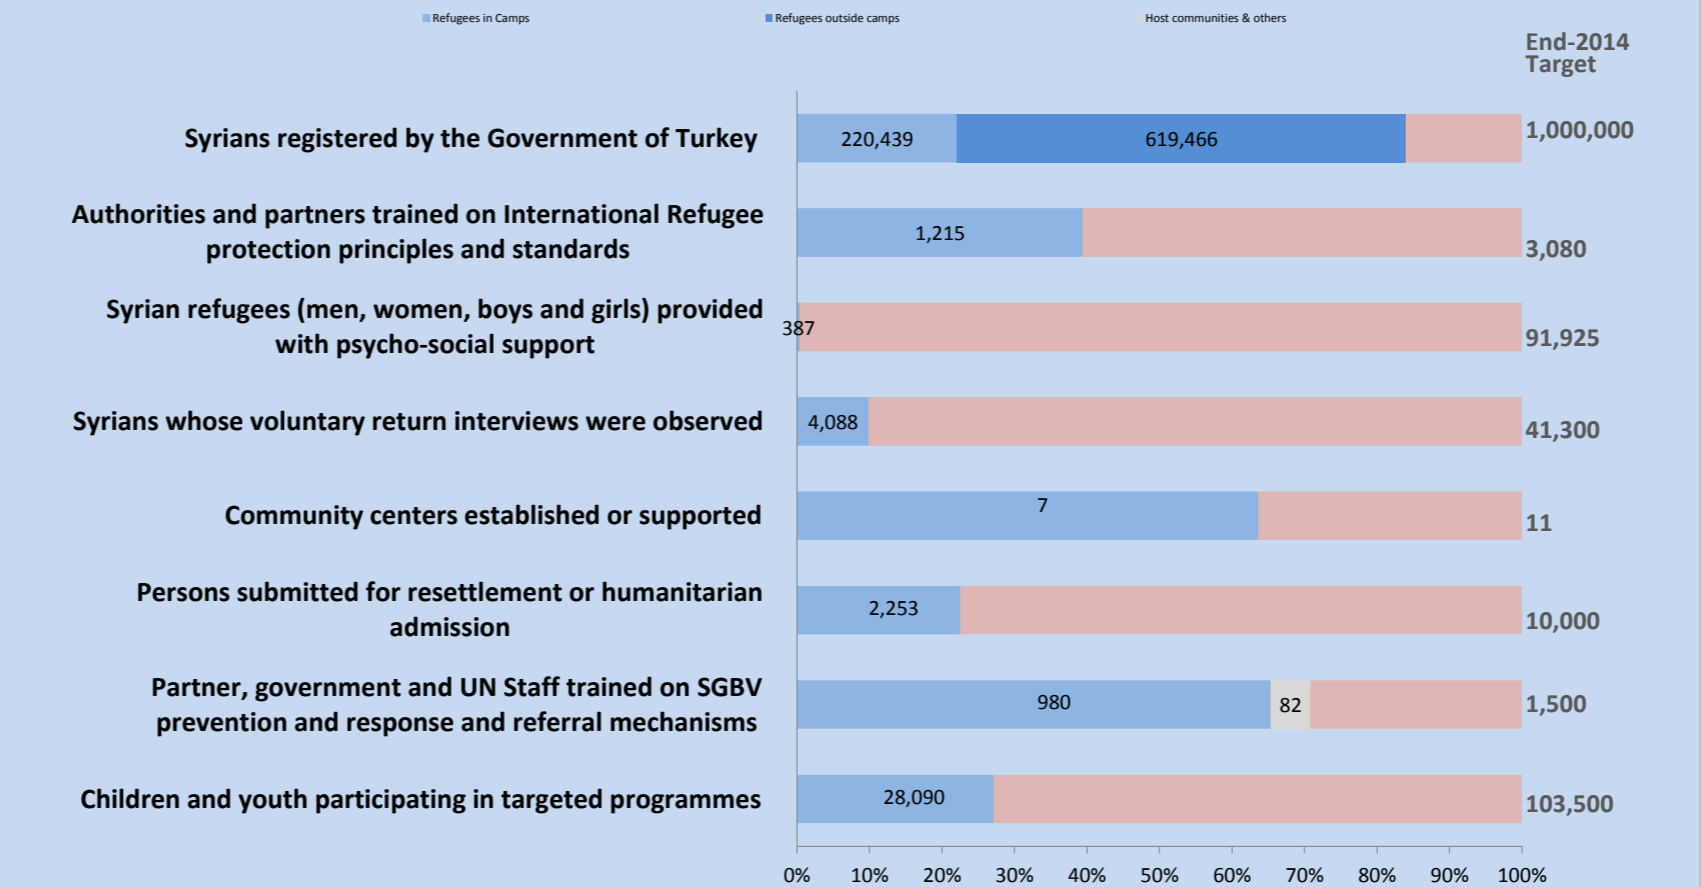 Refugees in Camps
Refugees outside camps
Host communities & others
End-2014
Target
Syrians registered by the Government of Turkey
220,439
619,466
1,000,000
Authorities and partners trained on International Refugee
protection principles and standards
1,215
3,080
Syrian refugees (men, women, boys and girls) provided
with psycho-social support
387
91,925
Syrians whose voluntary return interviews were observed
4,088
41,300
Community centers established or supported
7
11
Persons submitted for resettlement or humanitarian
admission
2,253
10,000
Partner, government and UN Staff trained on SGBV
prevention and response and referral mechanisms
980
82
1,500
Children and youth participating in targeted programmes
28,090
103,500
0% 10% 20% 30% 40% 50% 60% 70% 80% 90% 100%